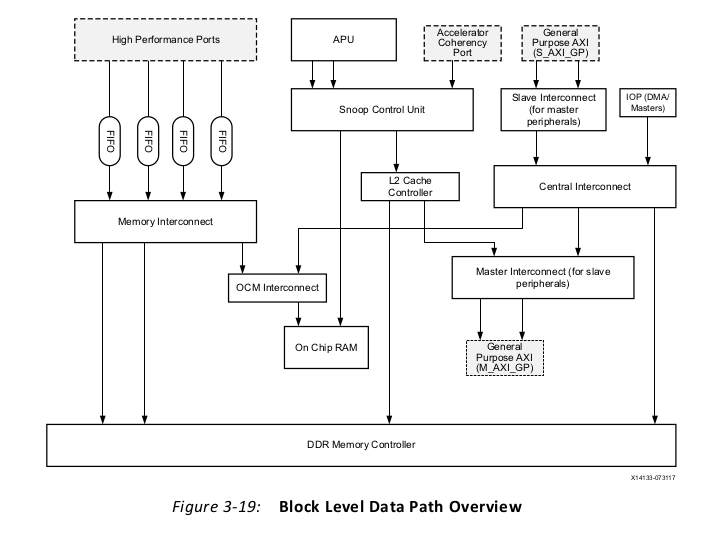 High Performance Ports
APU
Accelerator
Coherency
Port
General
Purpose AXI
(S_AXI_GP)
Snoop Control Unit
Slave Interconnect
(for master
peripherals)
IOP (DMA/
Masters)
FIFO
FIFO
FIFO
FIFO
L2 Cache
Controller
Central Interconnect
Memory Interconnect
OCM Interconnect
Master Interconnect (for slave
peripherals)
On Chip RAM
General
Purpose AXI
(M_AXI_GP)
DDR Memory Controller
X14133-073117
Figure 3-19: Block Level Data Path Overview